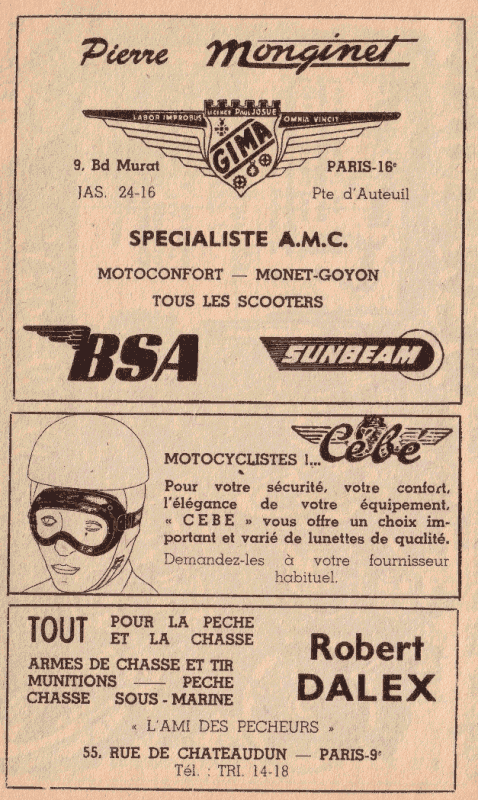 Pierre Monginet
LICENCE PAUL JOSUE
LABOR IMPROBUS OMNIA VINCIT
GIMA
9, Bd Murat PARIS-16e
JAS. 24-16 Pte d'Auteuil
SPECIALISTE A.M.C.
MOTOCONFORT — MONET-GOYON
TOUS LES SCOOTERS
BSA SUNBEAM
MOTOCYCLISTES !... Cébé
Pour votre sécurité, votre confort,
l'élégance de votre équipement,
« CEBE » vous offre un choix im-
portant et varié de lunettes de qualité.
Demandez-les à votre fournisseur
habituel.
TOUT POUR LA PECHE
ET LA CHASSE
ARMES DE CHASSE ET TIR
MUNITIONS — PECHE
CHASSE SOUS-MARINE
Robert
DALEX
« L'AMI DES PECHEURS »
55, RUE DE CHATEAUDUN — PARIS-9e
Tél. : TRI. 14-18